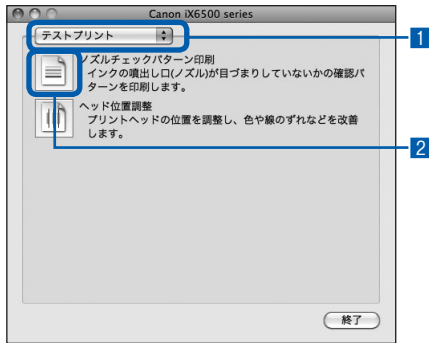 Canon iX6500 series
テストプリント
1
ノズルチェックパターン印刷
インクの噴出し口(ノズル)が目づまりしていないかの確認パ
ターンを印刷します。
ヘッド位置調整
プリントヘッドの位置を調整し、色や線のずれなどを改善
します。
2
終了